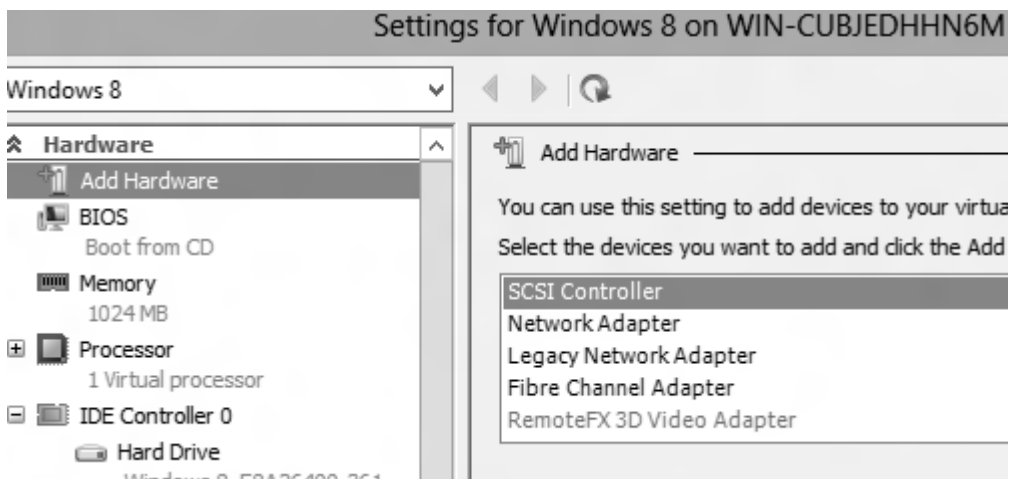 Settings for Windows 8 on WIN-CUBJEDHHN6M
Windows 8
Hardware
Add Hardware
BIOS
Boot from CD
Memory
1024 MB
Processor
1 Virtual processor
IDE Controller 0
Hard Drive
Add Hardware
You can use this setting to add devices to your virtua
Select the devices you want to add and click the Add
SCSI Controller
Network Adapter
Legacy Network Adapter
Fibre Channel Adapter
RemoteFX 3D Video Adapter